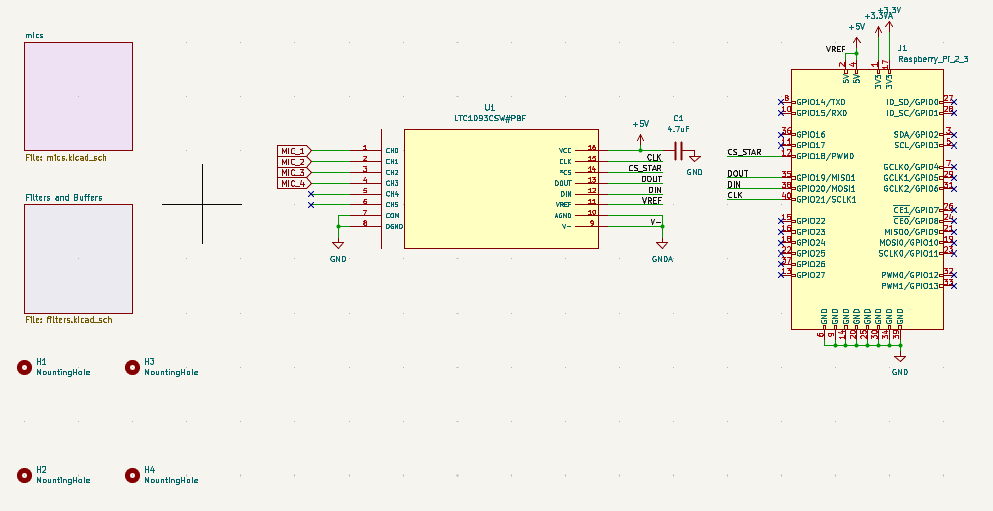 mics
File: mics.kicad_sch
Filters and Buffers
File: filters.kicad_sch
H1
MountingHole
H3
MountingHole
H2
MountingHole
H4
MountingHole
U1
LTC1093CSW#PBF
MIC_1
MIC_2
MIC_3
MIC_4
1 CH0
2 CH1
3 CH2
4 CH3
5 CH4
6 CH5
7 COM
8 DGND
VCC 16
CLK 15 CLK
*CS 14 CS_STAR
DOUT 13 DOUT
DIN 12 DIN
VREF 11 VREF
AGND 10
V- 9 V-
GND
GNDA
+5V
C1
4.7uF
GND
+3.3V
+3.3VA
+5V
VREF
J1
Raspberry_Pi_2_3
2 5V
4 5V
1 3V3
17 3V3
8 GPIO14/TXD
10 GPIO15/RXD
36 GPIO16
11 GPIO17
CS_STAR 12 GPIO18/PWM0
DOUT 35 GPIO19/MISO1
DIN 38 GPIO20/MOSI1
CLK 40 GPIO21/SCLK1
15 GPIO22
16 GPIO23
18 GPIO24
22 GPIO25
37 GPIO26
13 GPIO27
ID_SD/GPIO0 27
ID_SC/GPIO1 28
SDA/GPIO2 3
SCL/GPIO3 5
GCLK0/GPIO4 7
GCLK1/GPIO5 29
GCLK2/GPIO6 31
CE1/GPIO7 26
CE0/GPIO8 24
MISO0/GPIO9 21
MOSI0/GPIO10 19
SCLK0/GPIO11 23
PWM0/GPIO12 32
PWM1/GPIO13 33
GND GND GND GND GND GND GND GND
6 9 14 20 25 30 34 39
GND